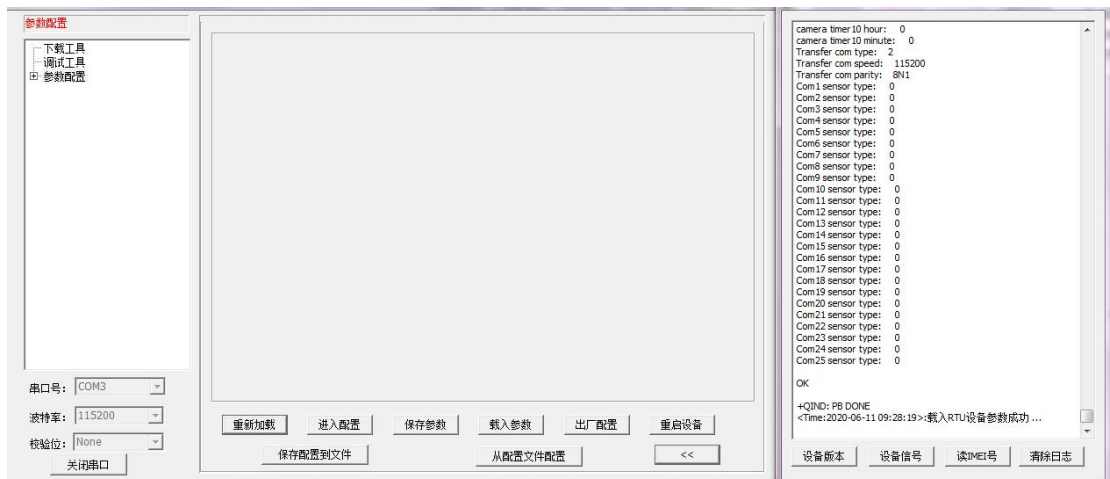 参数配置
下载工具
调试工具
参数配置
串口号: COM3
波特率: 115200
校验位: None
关闭串口
重新加载 进入配置 保存参数 载入参数 出厂配置 重启设备
保存配置到文件 从配置文件配置 <<
camera timer10 hour: 0
camera timer10 minute: 0
Transfer com type: 2
Transfer com speed: 115200
Transfer com parity: 8N1
Com1 sensor type: 0
Com2 sensor type: 0
Com3 sensor type: 0
Com4 sensor type: 0
Com5 sensor type: 0
Com6 sensor type: 0
Com7 sensor type: 0
Com8 sensor type: 0
Com9 sensor type: 0
Com10 sensor type: 0
Com11 sensor type: 0
Com12 sensor type: 0
Com13 sensor type: 0
Com14 sensor type: 0
Com15 sensor type: 0
Com16 sensor type: 0
Com17 sensor type: 0
Com18 sensor type: 0
Com19 sensor type: 0
Com20 sensor type: 0
Com21 sensor type: 0
Com22 sensor type: 0
Com23 sensor type: 0
Com24 sensor type: 0
Com25 sensor type: 0
OK
+QIND: PB DONE
<Time:2020-06-11 09:28:19>:载入RTU设备参数成功 ...
设备版本 设备信号 读IMEI号 清除日志